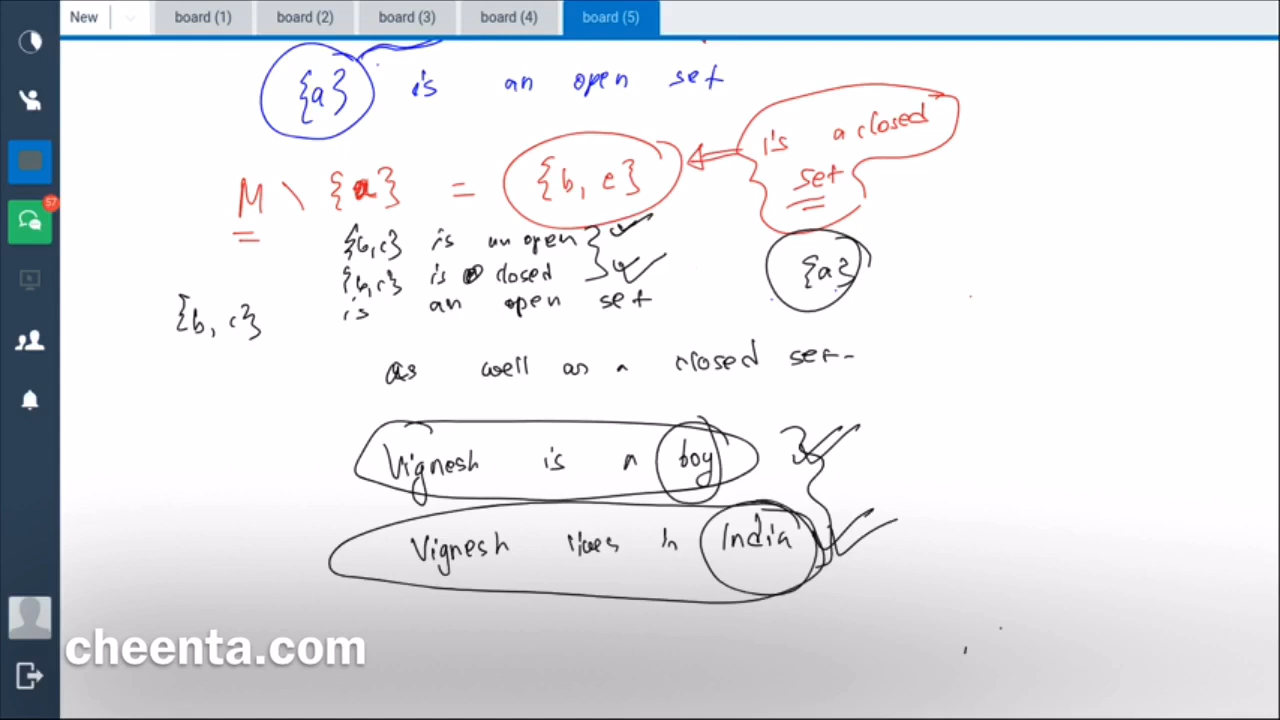 New board (1) board (2) board (3) board (4) board (5)
{a} is an open set
is a closed
set
M \ {a} = {b, c}
{b,c} is an open
{b,c} is closed
{a}
{b, c} is an open set
as well as a closed set.
Vignesh is a boy
Vignesh lives in India
57
cheenta.com